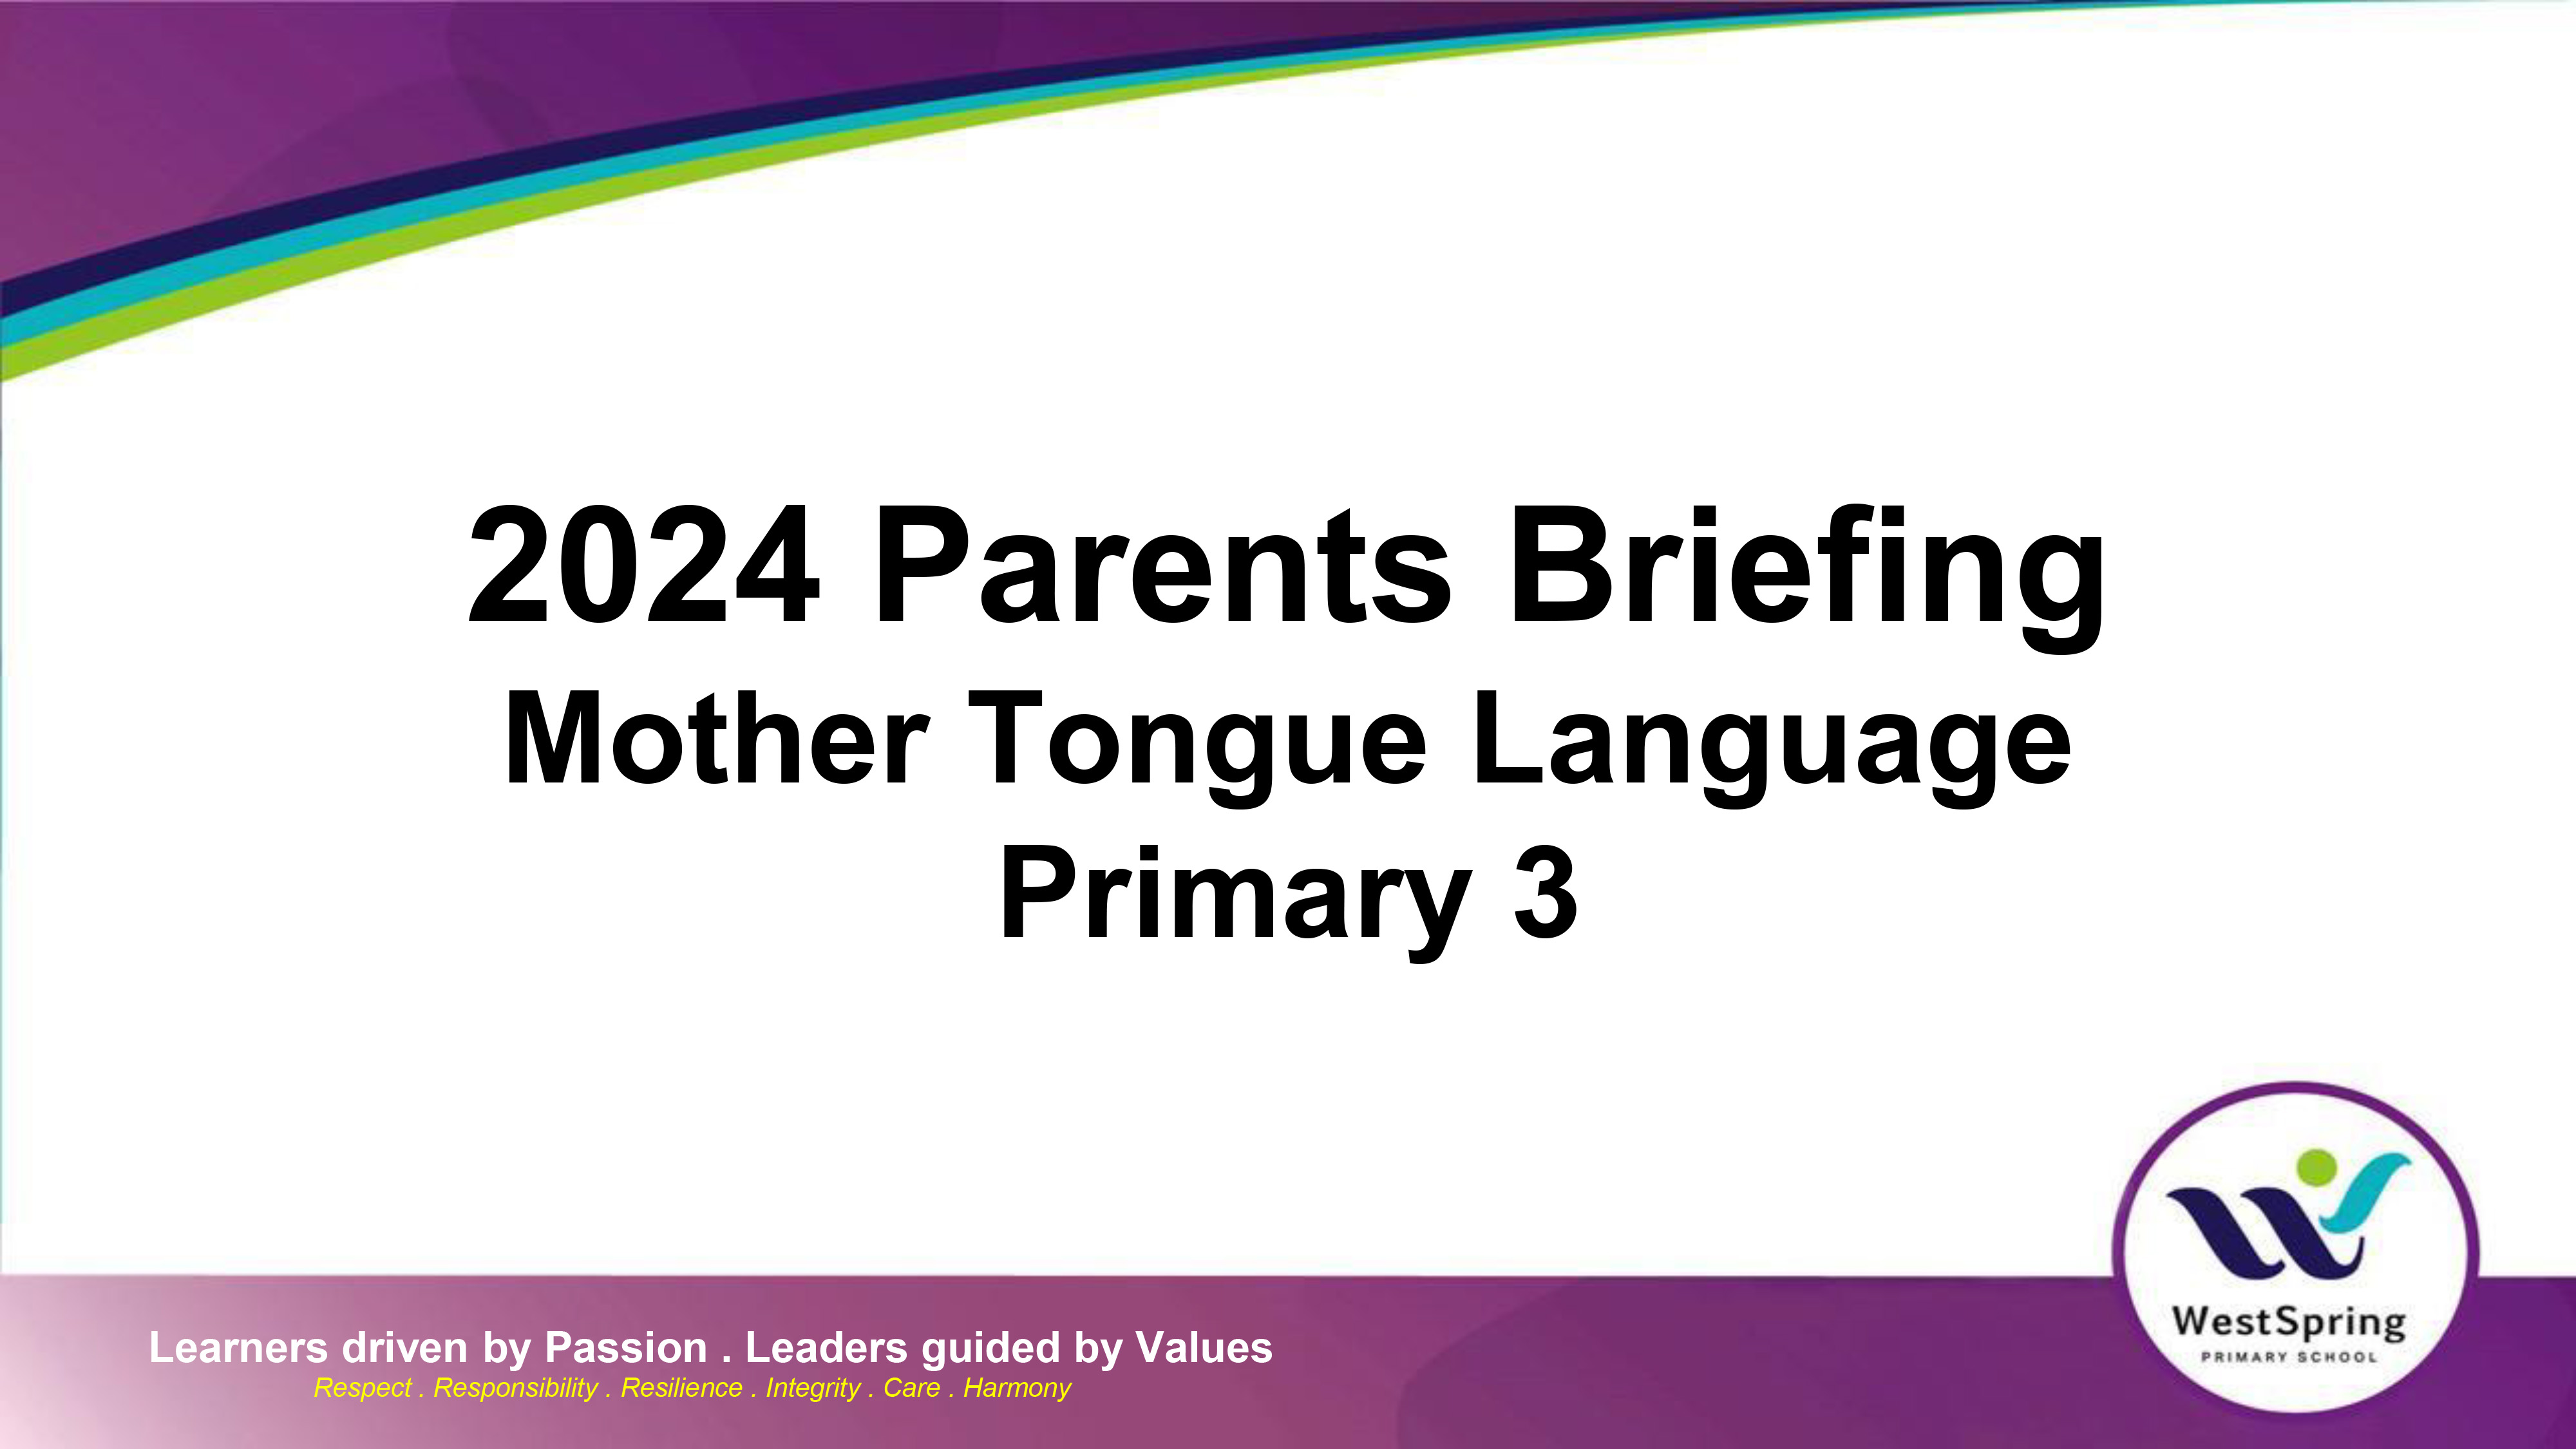 2024 Parents Briefing
Mother Tongue Language
Primary 3
WestSpring
PRIMARY SCHOOL
Learners driven by Passion . Leaders guided by Values
Respect . Responsibility . Resilience . Integrity . Care . Harmony